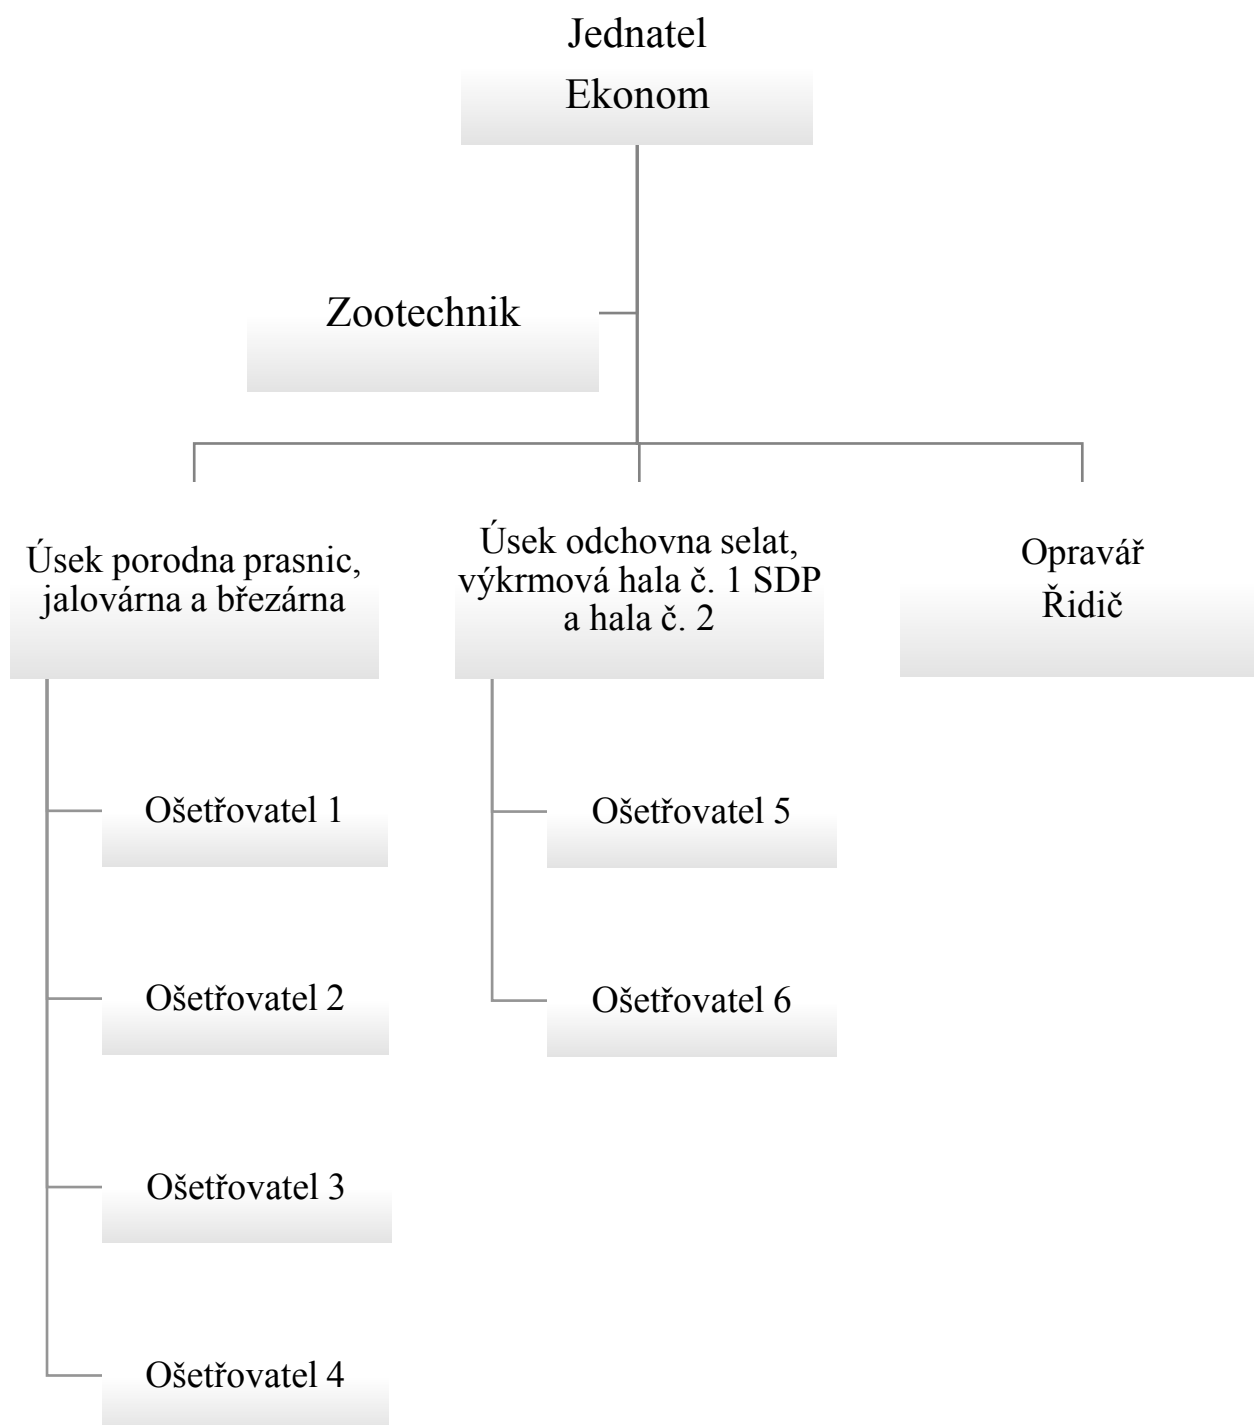 Jednatel
Ekonom
Zootechnik
Úsek porodna prasnic,
jalovárna a březárna
Úsek odchovna selat,
výkrmová hala č. 1 SDP
a hala č. 2
Opravář
Řidič
Ošetřovatel 1
Ošetřovatel 5
Ošetřovatel 2
Ošetřovatel 6
Ošetřovatel 3
Ošetřovatel 4